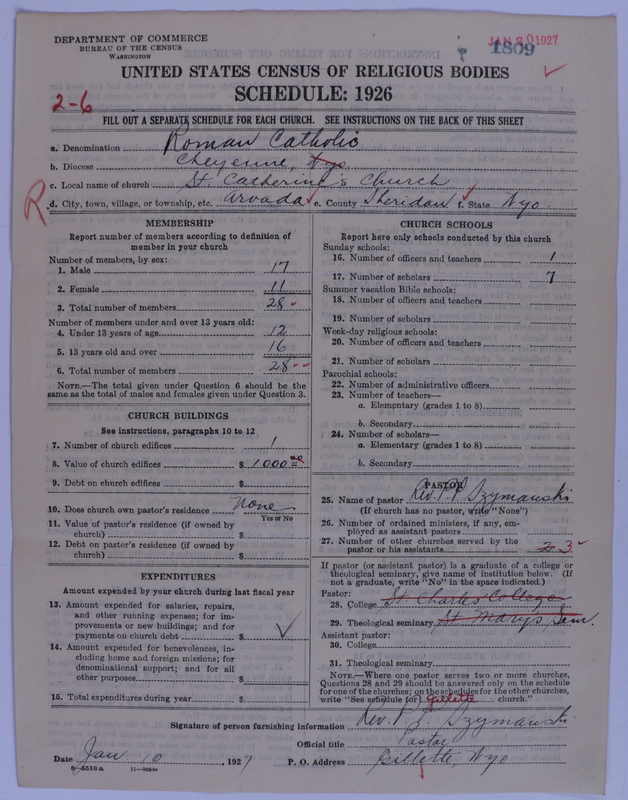 DEPARTMENT OF COMMERCE
BUREAU OF THE CENSUS
WASHINGTON
JAN 20 1927
1809
UNITED STATES CENSUS OF RELIGIOUS BODIES
SCHEDULE: 1926
2-6
FILL OUT A SEPARATE SCHEDULE FOR EACH CHURCH. SEE INSTRUCTIONS ON THE BACK OF THIS SHEET
a. Denomination Roman Catholic
b. Diocese Cheyenne, Wyo.
c. Local name of church St. Catherine's Church
R
d. City, town, village, or township, etc. Arvada e. County Sheridan f. State Wyo.
MEMBERSHIP
Report number of members according to definition of
member in your church
Number of members, by sex:
1. Male 17
2. Female 11
3. Total number of members 28
Number of members under and over 13 years old:
4. Under 13 years of age 12
5. 13 years old and over 16
6. Total number of members 28
NOTE.—The total given under Question 6 should be the
same as the total of males and females given under Question 3.
CHURCH BUILDINGS
See instructions, paragraphs 10 to 12
7. Number of church edifices 1
8. Value of church edifices $ 1000.00
9. Debt on church edifices $
10. Does church own pastor's residence None
Yes or No
11. Value of pastor's residence (if owned by
church) $
12. Debt on pastor's residence (if owned by
church) $
EXPENDITURES
Amount expended by your church during last fiscal year
13. Amount expended for salaries, repairs,
and other running expenses; for im-
provements or new buildings; and for
payments on church debt $
14. Amount expended for benevolences, in-
cluding home and foreign missions; for
denominational support; and for all
other purposes $
15. Total expenditures during year $
CHURCH SCHOOLS
Report here only schools conducted by this church
Sunday schools:
16. Number of officers and teachers 1
17. Number of scholars 7
Summer vacation Bible schools:
18. Number of officers and teachers
19. Number of scholars
Week-day religious schools:
20. Number of officers and teachers
21. Number of scholars
Parochial schools:
22. Number of administrative officers
23. Number of teachers—
a. Elementary (grades 1 to 8)
b. Secondary
24. Number of scholars—
a. Elementary (grades 1 to 8)
b. Secondary
PASTOR
25. Name of pastor Rev. P. P. Szymanski
(If church has no pastor, write "None")
26. Number of ordained ministers, if any, em-
ployed as assistant pastors
27. Number of other churches served by the
pastor or his assistants 3
If pastor (or assistant pastor) is a graduate of a college or
theological seminary, give name of institution below. (If
not a graduate, write "No" in the space indicated.)
Pastor:
28. College St Charles' College
29. Theological seminary St Marys Sem.
Assistant pastor:
30. College
31. Theological seminary
NOTE.—Where one pastor serves two or more churches,
Questions 28 and 29 should be answered only on the schedule
for one of the churches; on the schedules for the other churches,
write "See schedule for Gillette church."
Signature of person furnishing information Rev. P. P. Szymanski
Official title Pastor
Date Jan 10, 1927 P. O. Address Gillette, Wyo
8—5518a 11—